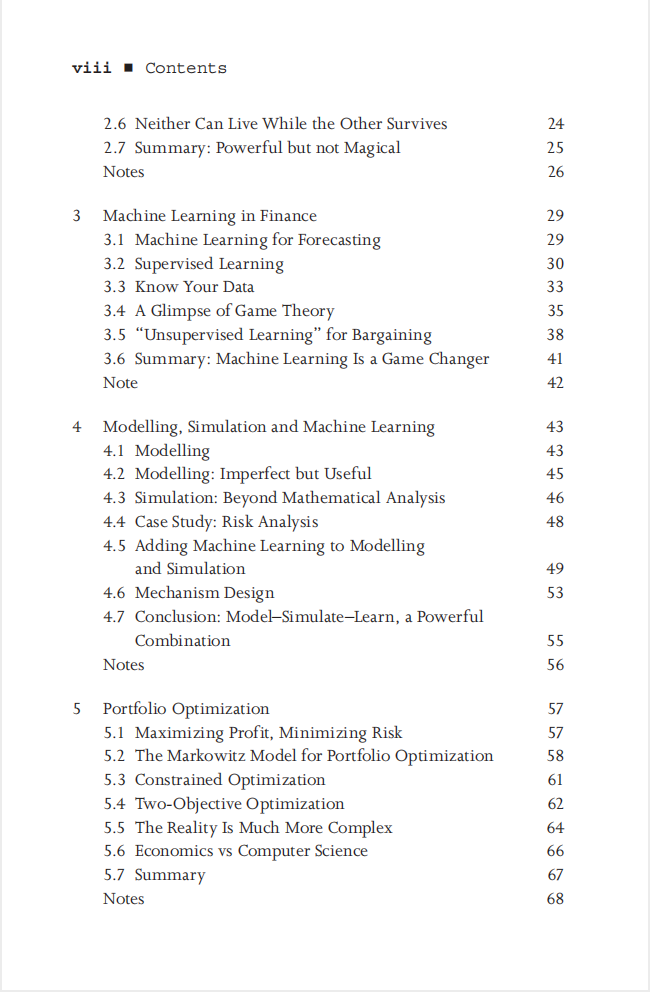 viii ■ Contents
2.6 Neither Can Live While the Other Survives 24
2.7 Summary: Powerful but not Magical 25
Notes 26
3 Machine Learning in Finance 29
3.1 Machine Learning for Forecasting 29
3.2 Supervised Learning 30
3.3 Know Your Data 33
3.4 A Glimpse of Game Theory 35
3.5 “Unsupervised Learning” for Bargaining 38
3.6 Summary: Machine Learning Is a Game Changer 41
Note 42
4 Modelling, Simulation and Machine Learning 43
4.1 Modelling 43
4.2 Modelling: Imperfect but Useful 45
4.3 Simulation: Beyond Mathematical Analysis 46
4.4 Case Study: Risk Analysis 48
4.5 Adding Machine Learning to Modelling
and Simulation 49
4.6 Mechanism Design 53
4.7 Conclusion: Model–Simulate–Learn, a Powerful
Combination 55
Notes 56
5 Portfolio Optimization 57
5.1 Maximizing Profit, Minimizing Risk 57
5.2 The Markowitz Model for Portfolio Optimization 58
5.3 Constrained Optimization 61
5.4 Two-Objective Optimization 62
5.5 The Reality Is Much More Complex 64
5.6 Economics vs Computer Science 66
5.7 Summary 67
Notes 68